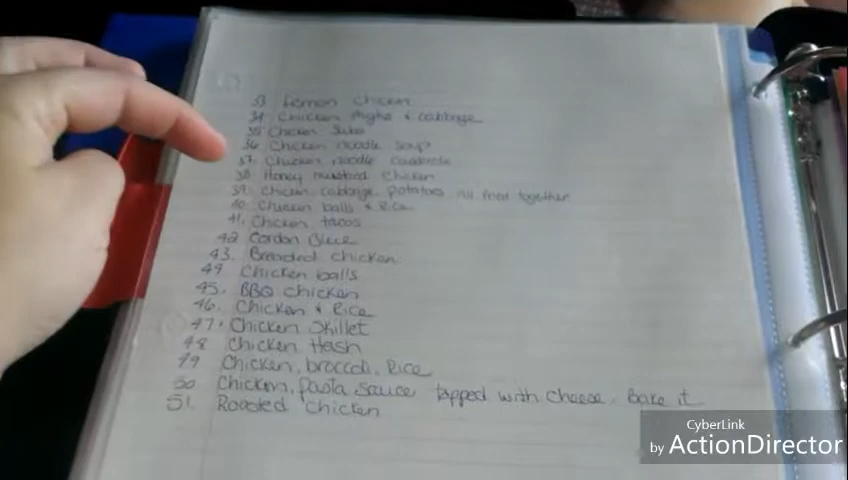 33 Lemon Chicken
34 Chicken thighs & cabbage
35 Chicken Subs
36 Chicken noodle soup
37 Chicken noodle casserole
38 Honey mustard chicken
39 Chicken cabbage potatoes all fried together
40 Chicken balls & Rice
41. Chicken tacos
42 Cordon Blue
43. Breaded chicken
44 Chicken balls
45. BBQ chicken
46. Chicken & Rice
47. Chicken Skillet
48 Chicken Hash
49 Chicken, broccoli, Rice
50 Chicken, pasta sauce topped with cheese. Bake it
51. Roasted Chicken
CyberLink
by ActionDirector